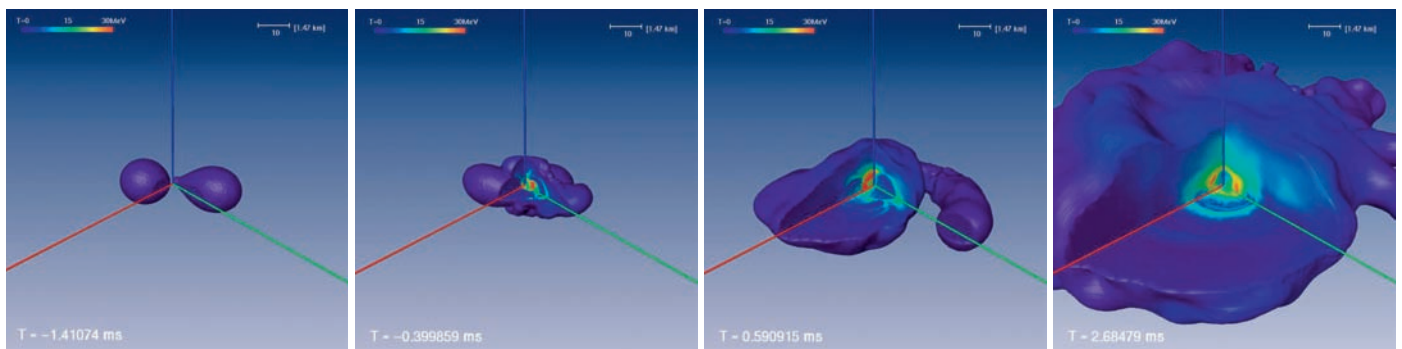 T=0 15 30MeV
10 [1.47 km]
T = -1.41074 ms
T=0 15 30MeV
10 [1.47 km]
T = -0.399859 ms
T=0 15 30MeV
10 [1.47 km]
T = 0.590915 ms
T=0 15 30MeV
10 [1.47 km]
T = 2.68479 ms